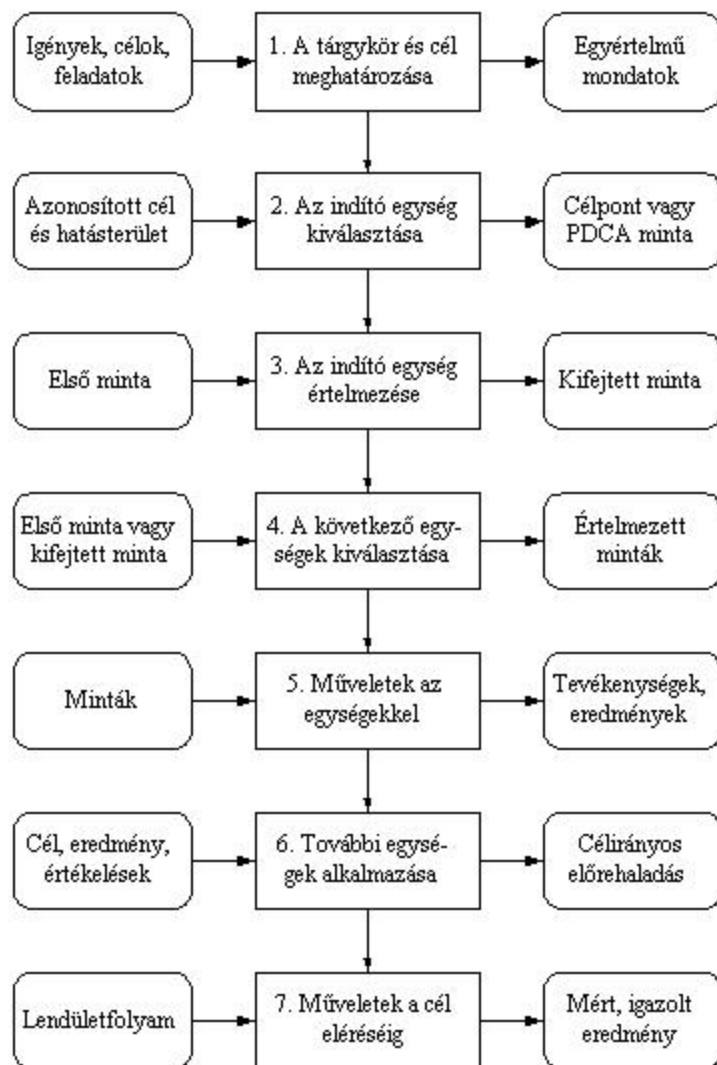 Igények, célok,
feladatok
1. A tárgykör és cél
meghatározása
Egyértelmű
mondatok
Azonosított cél
és hatásterület
2. Az indító egység
kiválasztása
Célpont vagy
PDCA minta
Első minta
3. Az indító egység
értelmezése
Kifejtett minta
Első minta vagy
kifejtett minta
4. A következő egy-
ségek kiválasztása
Értelmezett
minták
Minták
5. Műveletek az
egységekkel
Tevékenységek,
eredmények
Cél, eredmény,
értékelések
6. További egysé-
gek alkalmazása
Célirányos
előrehaladás
Lendületfolyam
7. Műveletek a cél
eléréséig
Mért, igazolt
eredmény